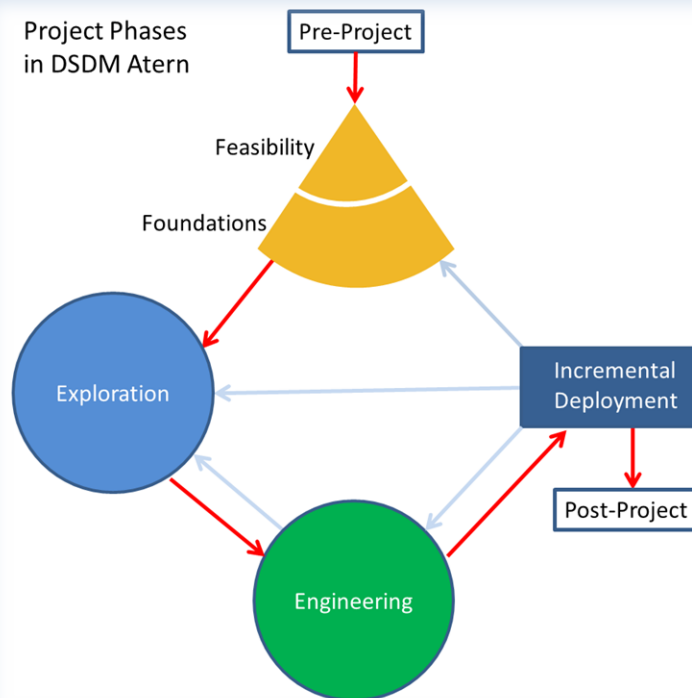 Project Phases
in DSDM Atern
Pre-Project
Feasibility
Foundations
Exploration
Incremental
Deployment
Post-Project
Engineering